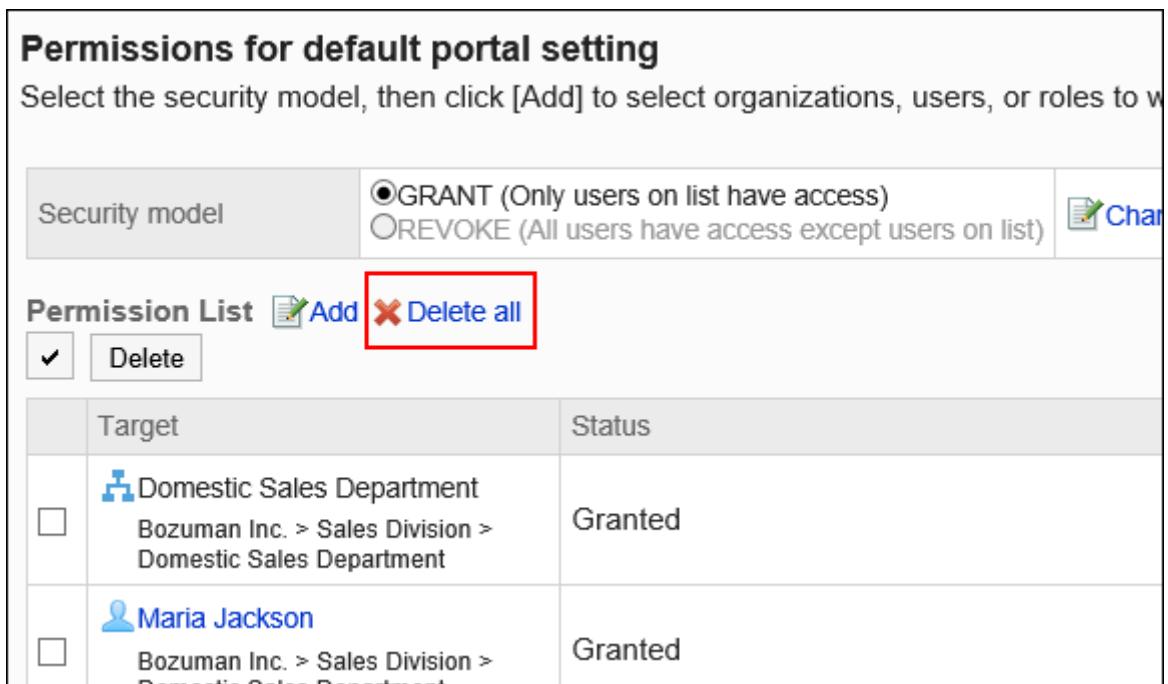 Permissions for default portal setting
Select the security model, then click [Add] to select organizations, users, or roles to
Security model
GRANT (Only users on list have access)
REVOKE (All users have access except users on list)
Permission List Add Delete all
Delete
Target Status
Domestic Sales Department
Bozuman Inc. > Sales Division >
Domestic Sales Department
Granted
Maria Jackson
Bozuman Inc. > Sales Division >
Granted